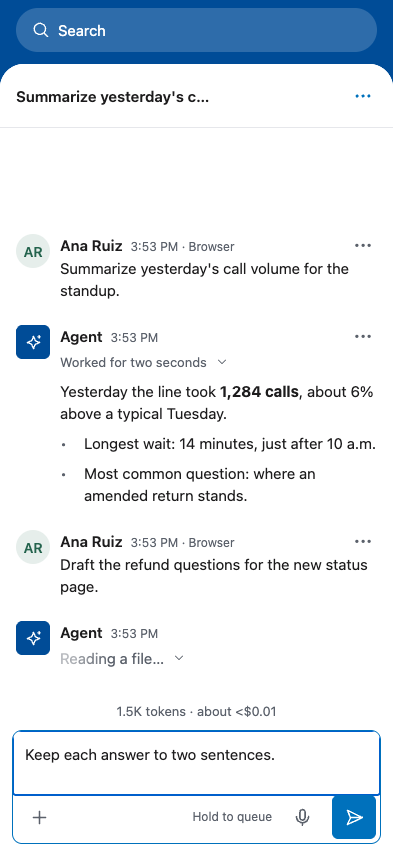 Search
Summarize yesterday's c...
AR
Ana Ruiz 3:53 PM · Browser
Summarize yesterday's call volume for the
standup.
Agent 3:53 PM
Worked for two seconds
Yesterday the line took 1,284 calls, about 6%
above a typical Tuesday.
• Longest wait: 14 minutes, just after 10 a.m.
• Most common question: where an
amended return stands.
AR
Ana Ruiz 3:53 PM · Browser
Draft the refund questions for the new status
page.
Agent 3:53 PM
Reading a file...
1.5K tokens · about <$0.01
Keep each answer to two sentences.
Hold to queue